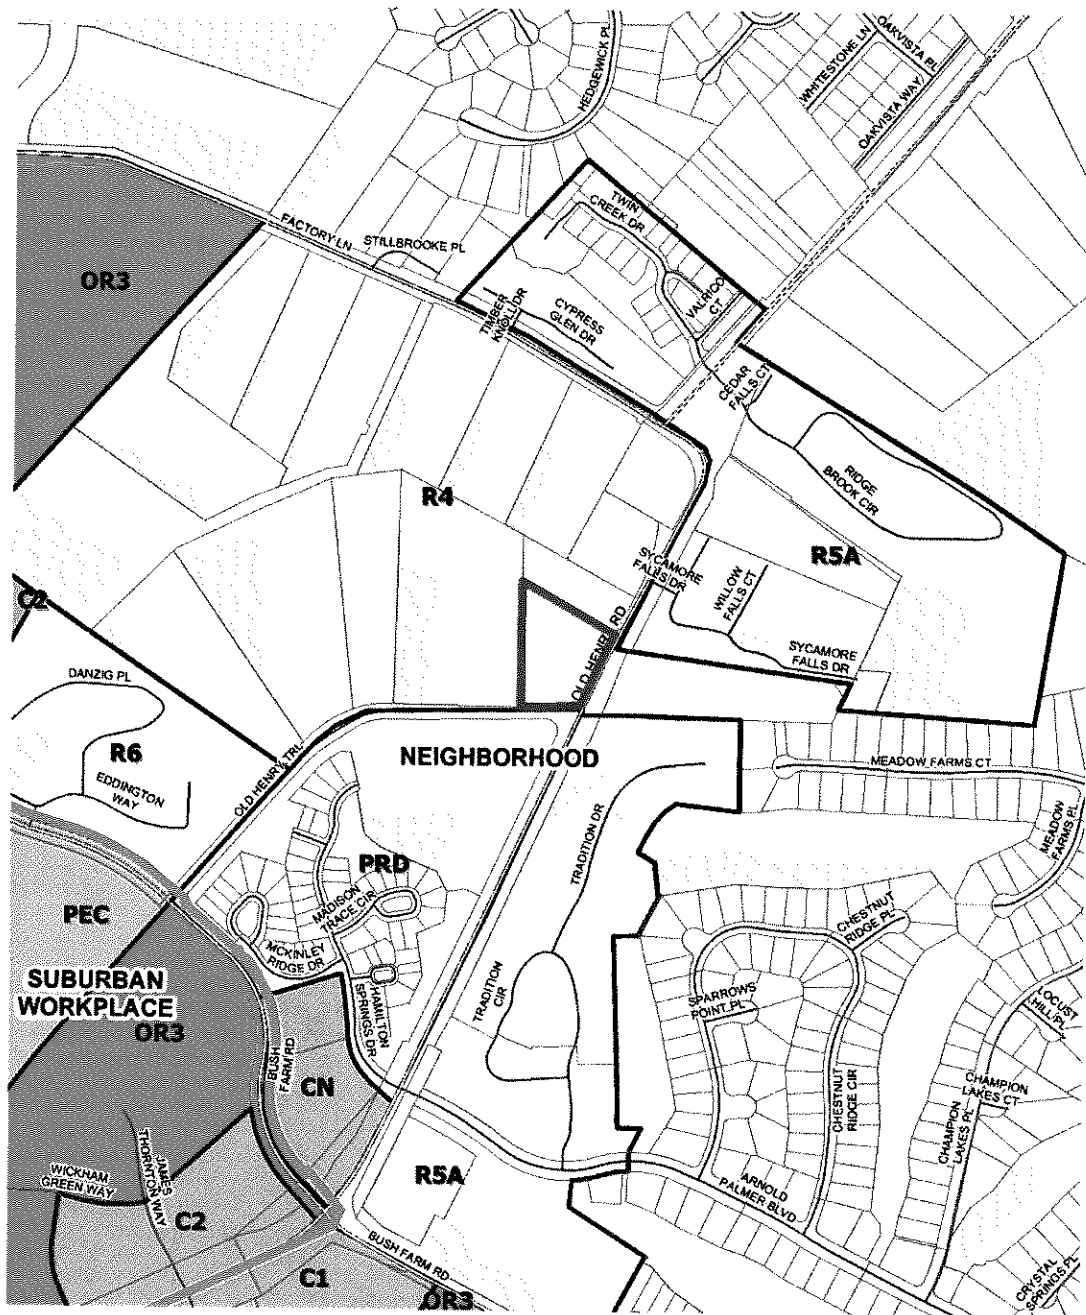 HEDGEWICK PL
WHITESTONE LN
OAKVISTA PL
OAKVISTA WAY
FACTORY LN
STILLBROOKE PL
TWIN
CREEK DR
OR3
TIMBER
KNOLL DR
CYPRESS
GLEN DR
VALRICO
CT
CEDAR
FALLS CT
RIDGE
BROOK CIR
R4
R5A
SYCAMORE
FALLS DR
WILLOW
FALLS CT
C2
OLD HENRY RD
SYCAMORE
FALLS DR
DANZIG PL
R6
EDDINGTON
WAY
OLD HENRY TRL
NEIGHBORHOOD
MEADOW FARMS CT
MEADOW
FARMS PL
TRADITION DR
PRD
MADISON
TRACE CIR
PEC
MCKINLEY
RIDGE DR
CHESTNUT
RIDGE PL
SUBURBAN
WORKPLACE
OR3
HAMILTON
SPRINGS DR
TRADITION
CIR
SPARROWS
POINT PL
LOCUST
HILL PL
BUSH
FARM RD
CN
CHESTNUT
RIDGE CIR
CHAMPION
LAKES CT
CHAMPION
LAKES PL
JAMES
THORNTON WAY
WICKHAM
GREEN WAY
R5A
ARNOLD
PALMER BLVD
C2
BUSH FARM RD
C1
OR3
CRYSTAL
SPRINGS PL